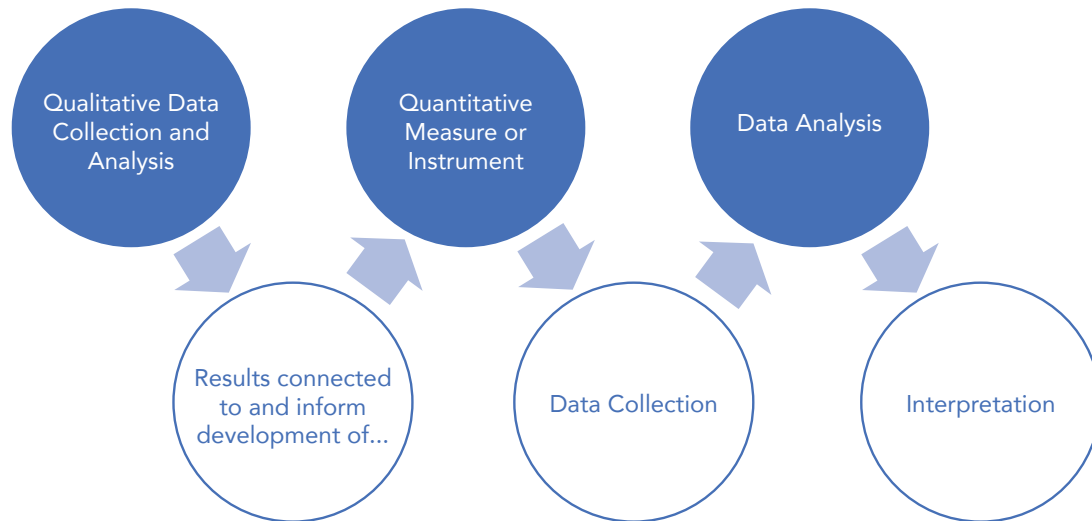 Qualitative Data
Collection and
Analysis
Results connected
to and inform
development of...
Quantitative
Measure or
Instrument
Data Collection
Data Analysis
Interpretation